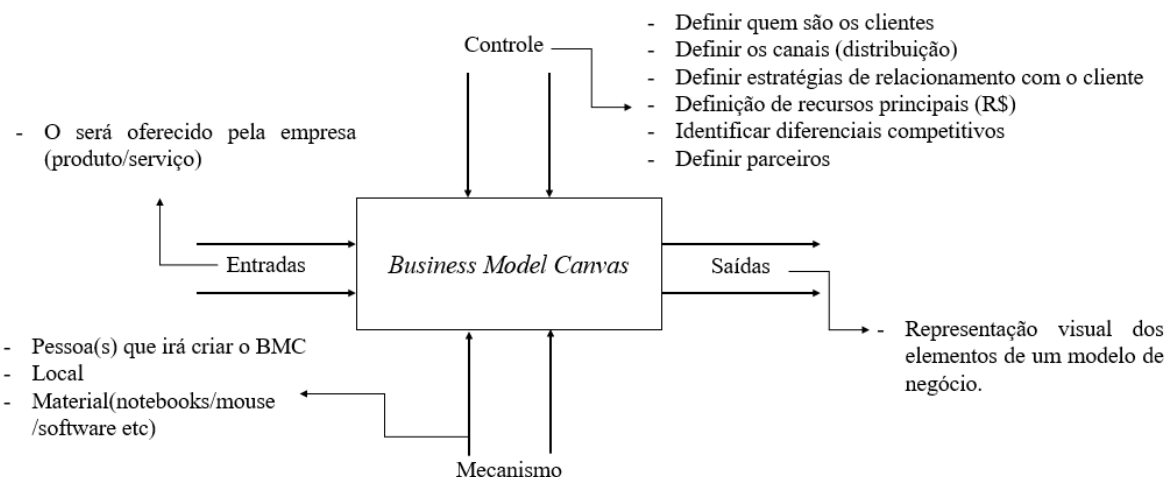 Controle
- Definir quem são os clientes
- Definir os canais (distribuição)
- Definir estratégias de relacionamento com o cliente
- Definição de recursos principais (R$)
- Identificar diferenciais competitivos
- Definir parceiros
- O será oferecido pela empresa
(produto/serviço)
Entradas
Business Model Canvas
Saídas
- Representação visual dos
elementos de um modelo de
negócio.
- Pessoa(s) que irá criar o BMC
- Local
- Material(notebooks/mouse
/software etc)
Mecanismo